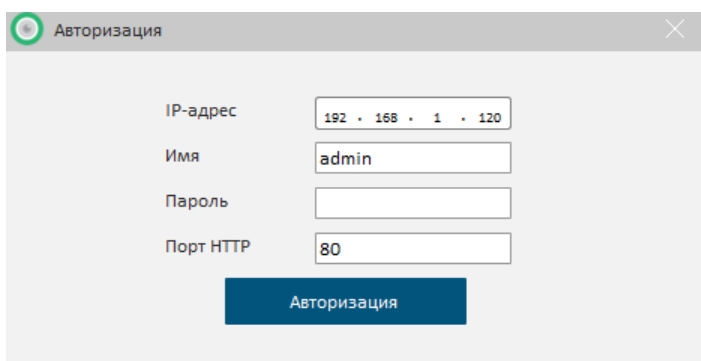 Авторизация
IP-адрес 192 . 168 . 1 . 120
Имя admin
Пароль
Порт HTTP 80
Авторизация